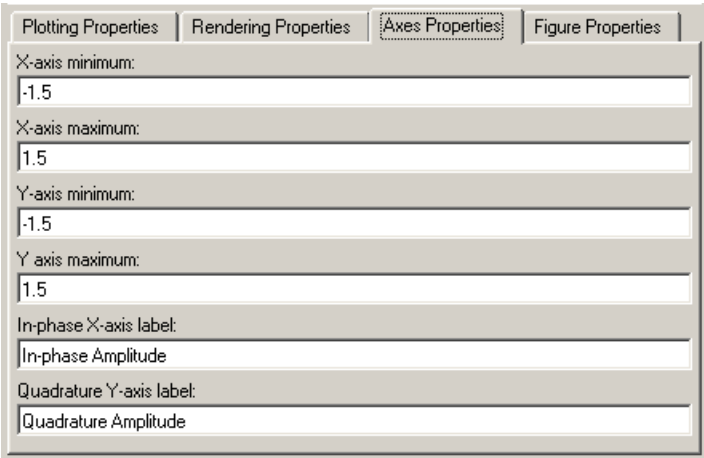 Plotting Properties Rendering Properties Axes Properties Figure Properties
X-axis minimum:
-1.5
X-axis maximum:
1.5
Y-axis minimum:
-1.5
Y axis maximum:
1.5
In-phase X-axis label:
In-phase Amplitude
Quadrature Y-axis label:
Quadrature Amplitude